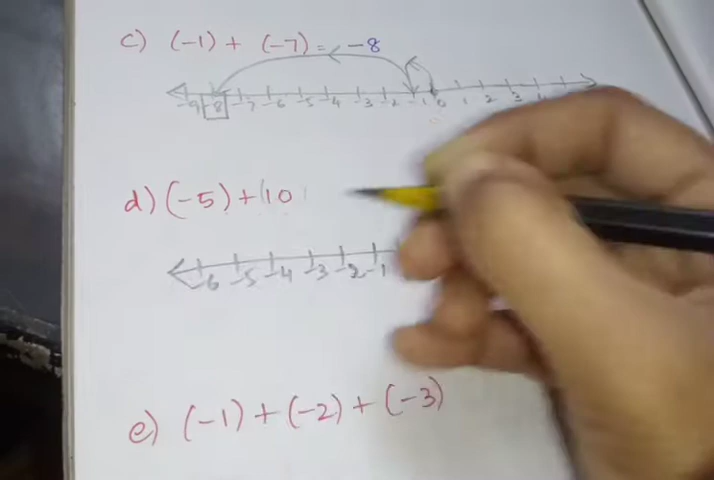 c) (-1) + (-7) = -8
-9 -8 -7 -6 -5 -4 -3 -2 -1 0 1 2 3
d) (-5) + 10
-6 -5 -4 -3 -2 -1
e) (-1) + (-2) + (-3)